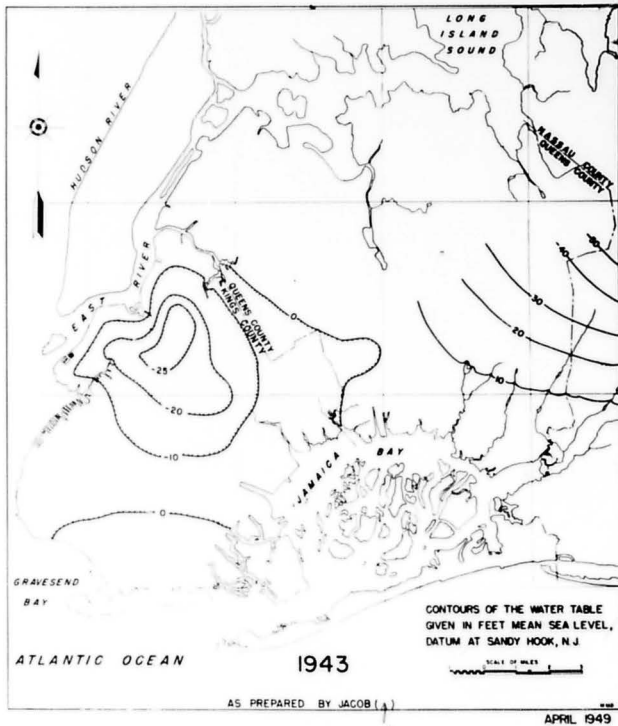 LONG
ISLAND
SOUND
HUDSON RIVER
NASSAU COUNTY
QUEENS COUNTY
EAST RIVER
QUEENS COUNTY
KINGS COUNTY
0
-40
30
20
10
-25
-20
-10
0
JAMAICA BAY
GRAVESEND
BAY
CONTOURS OF THE WATER TABLE
GIVEN IN FEET MEAN SEA LEVEL,
DATUM AT SANDY HOOK, N.J.
ATLANTIC OCEAN
1943
SCALE OF MILES
AS PREPARED BY JACOB
APRIL 1949